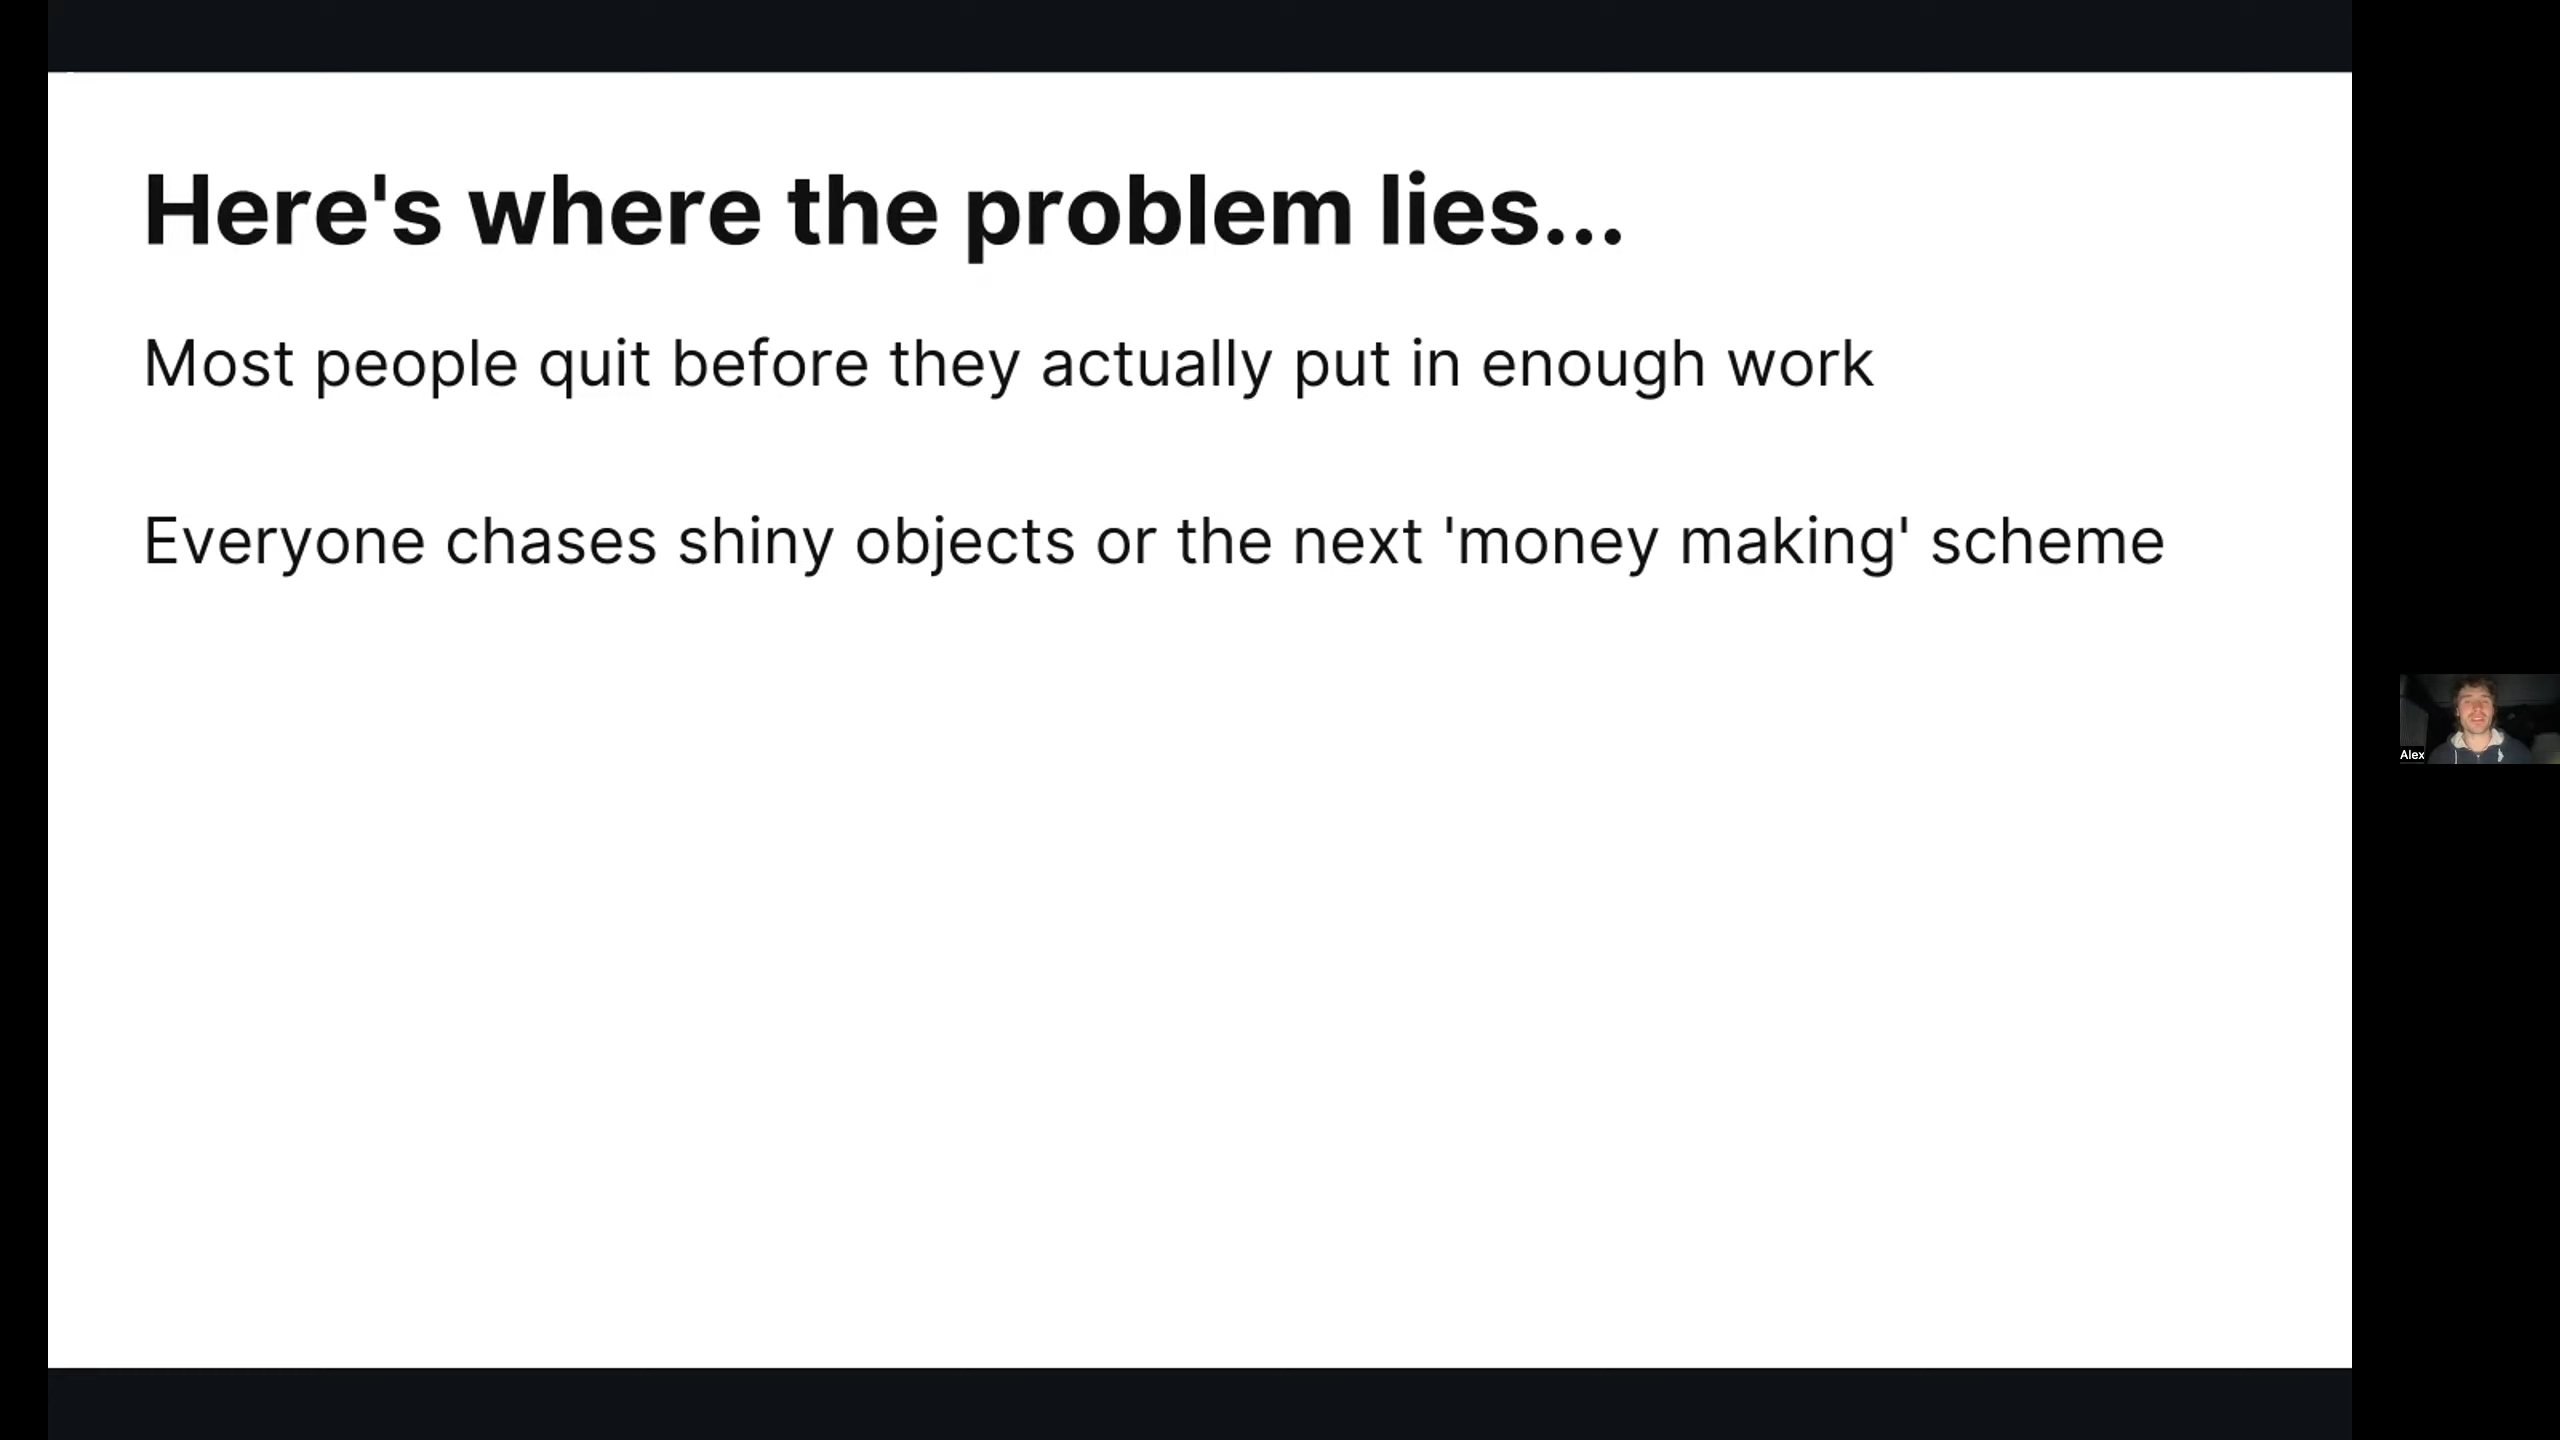 Here's where the problem lies...
Most people quit before they actually put in enough work
Everyone chases shiny objects or the next 'money making' scheme
Alex